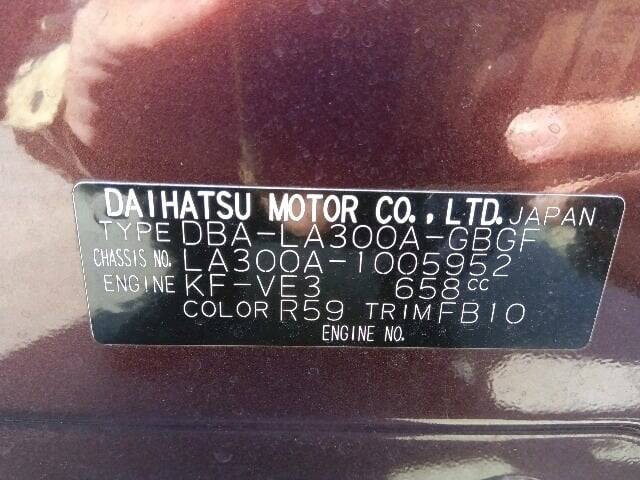 DAIHATSU MOTOR CO., LTD. JAPAN
TYPE DBA-LA300A-GBGF
CHASSIS NO. LA300A-1005952
ENGINE KF-VE3 658cc
COLOR R59 TRIM FB10
ENGINE NO.